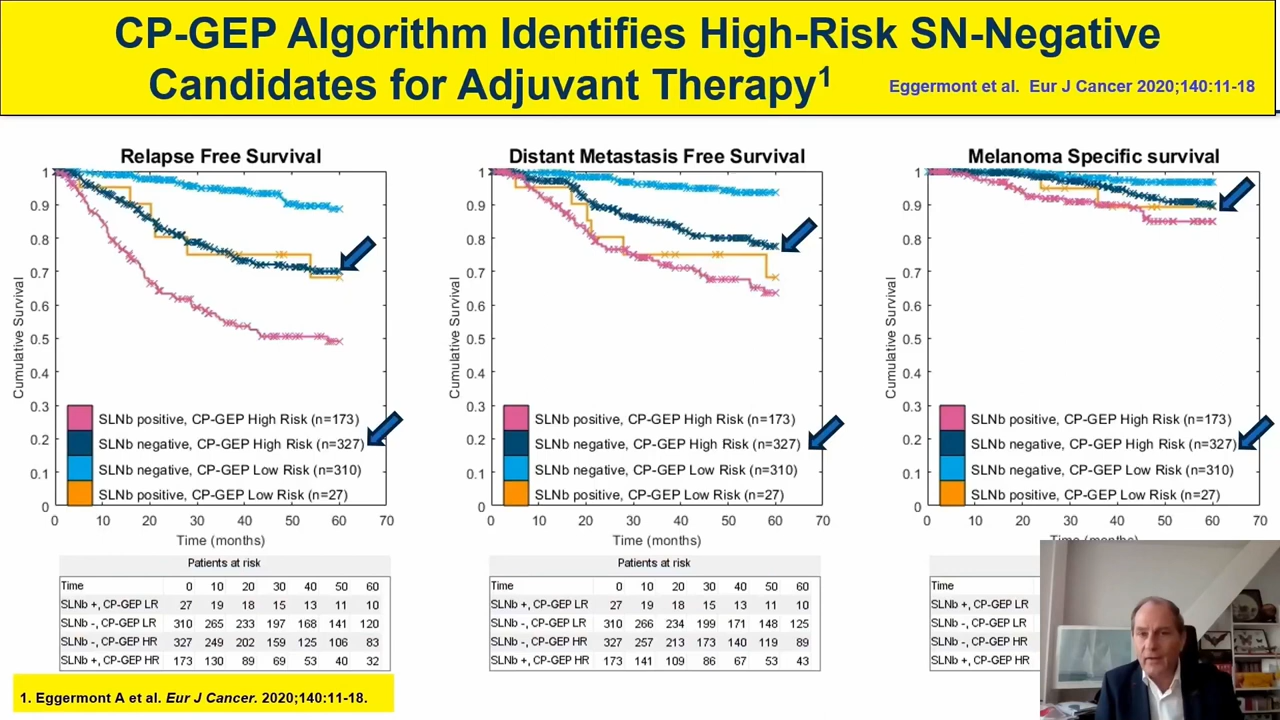 CP-GEP Algorithm Identifies High-Risk SN-Negative
Candidates for Adjuvant Therapy1
Eggermont et al. Eur J Cancer 2020;140:11-18
Relapse Free Survival
Cumulative Survival
1
0.9
0.8
0.7
0.6
0.5
0.4
0.3
0.2
0.1
0
SLNb positive, CP-GEP High Risk (n=173)
SLNb negative, CP-GEP High Risk (n=327)
SLNb negative, CP-GEP Low Risk (n=310)
SLNb positive, CP-GEP Low Risk (n=27)
0 10 20 30 40 50 60 70
Time (months)
Patients at risk
Time 0 10 20 30 40 50 60
SLNb +, CP-GEP LR 27 19 18 15 13 11 10
SLNb -, CP-GEP LR 310 265 233 197 168 141 120
SLNb -, CP-GEP HR 327 249 202 159 125 106 83
SLNb +, CP-GEP HR 173 130 89 69 53 40 32
Distant Metastasis Free Survival
Cumulative Survival
1
0.9
0.8
0.7
0.6
0.5
0.4
0.3
0.2
0.1
0
SLNb positive, CP-GEP High Risk (n=173)
SLNb negative, CP-GEP High Risk (n=327)
SLNb negative, CP-GEP Low Risk (n=310)
SLNb positive, CP-GEP Low Risk (n=27)
0 10 20 30 40 50 60 70
Time (months)
Patients at risk
Time 0 10 20 30 40 50 60
SLNb +, CP-GEP LR 27 19 18 15 13 11 10
SLNb -, CP-GEP LR 310 266 234 199 171 148 125
SLNb -, CP-GEP HR 327 257 213 173 140 119 89
SLNb +, CP-GEP HR 173 141 109 86 67 53 43
Melanoma Specific survival
Cumulative Survival
1
0.9
0.8
0.7
0.6
0.5
0.4
0.3
0.2
0.1
0
SLNb positive, CP-GEP High Risk (n=173)
SLNb negative, CP-GEP High Risk (n=327)
SLNb negative, CP-GEP Low Risk (n=310)
SLNb positive, CP-GEP Low Risk (n=27)
0 10 20 30 40 50 60 70
Time (months)
Time
SLNb +, CP-GEP LR
SLNb -, CP-GEP LR
SLNb -, CP-GEP HR
SLNb +, CP-GEP HR
1. Eggermont A et al. Eur J Cancer. 2020;140:11-18.